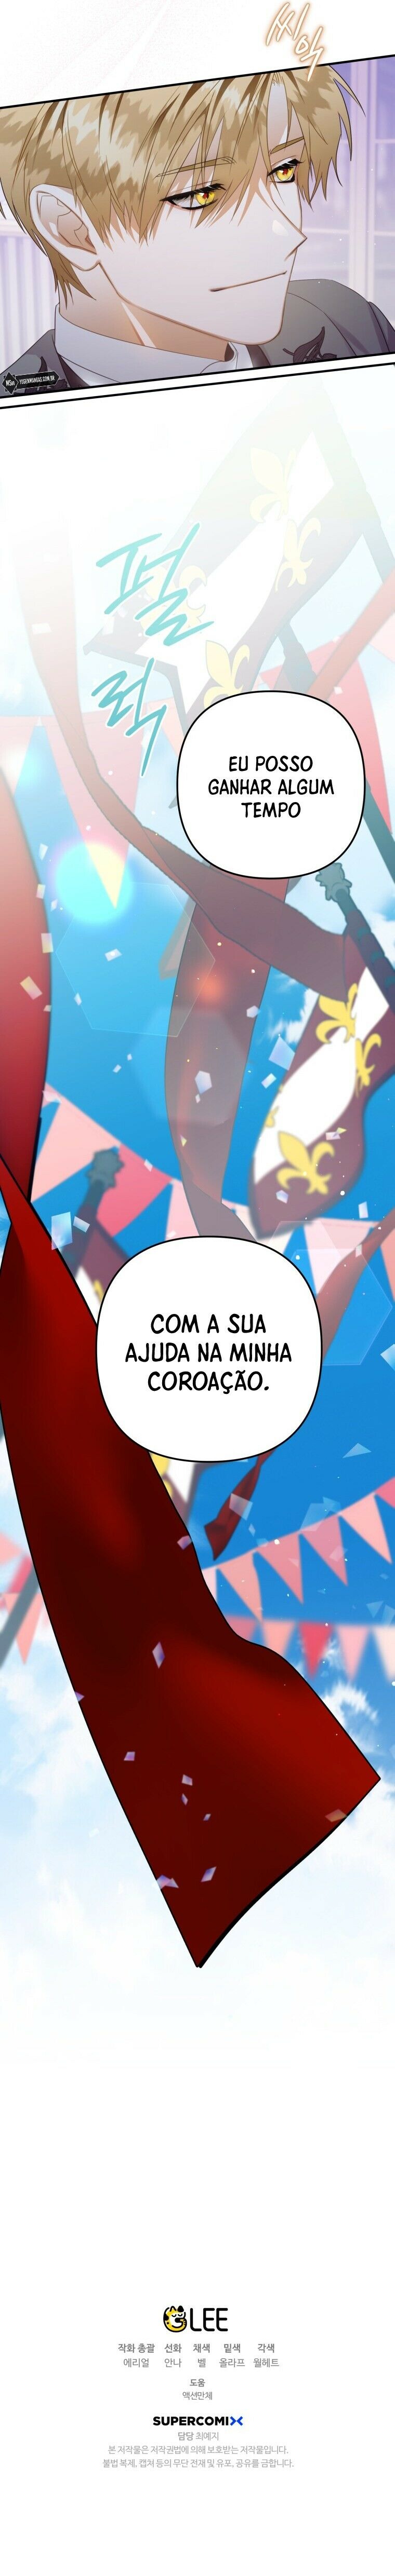 씨익
MSK YUSEKMANGAS.COM.BR
펄
럭
EU POSSO
GANHAR ALGUM
TEMPO
COM A SUA
AJUDA NA MINHA
COROAÇÃO.
GLEE
작화 총괄 선화 채색 밑색 각색
에리얼 안나 벨 올라프 월헤트
도움
액션만체
SUPERCOMIX
담당 최예지
본 저작물은 저작권법에 의해 보호받는 저작물입니다.
불법 복제, 캡쳐 등의 무단 전재 및 유포, 공유를 금합니다.